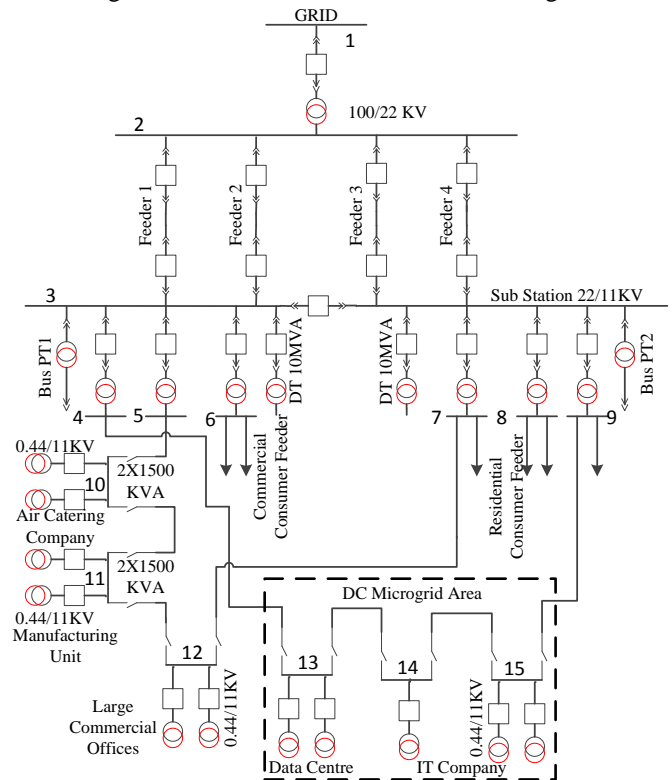 GRID
1
100/22 KV
2
Feeder 1
Feeder 2
Feeder 3
Feeder 4
3
Sub Station 22/11KV
Bus PT1
DT 10MVA
DT 10MVA
Bus PT2
4
5
6
7
8
9
Commercial
Consumer Feeder
Residential
Consumer Feeder
0.44/11KV
2X1500
KVA
10
Air Catering
Company
2X1500
KVA
11
0.44/11KV
Manufacturing
Unit
12
0.44/11KV
Large
Commercial
Offices
DC Microgrid Area
13
14
15
0.44/11KV
Data Centre
IT Company